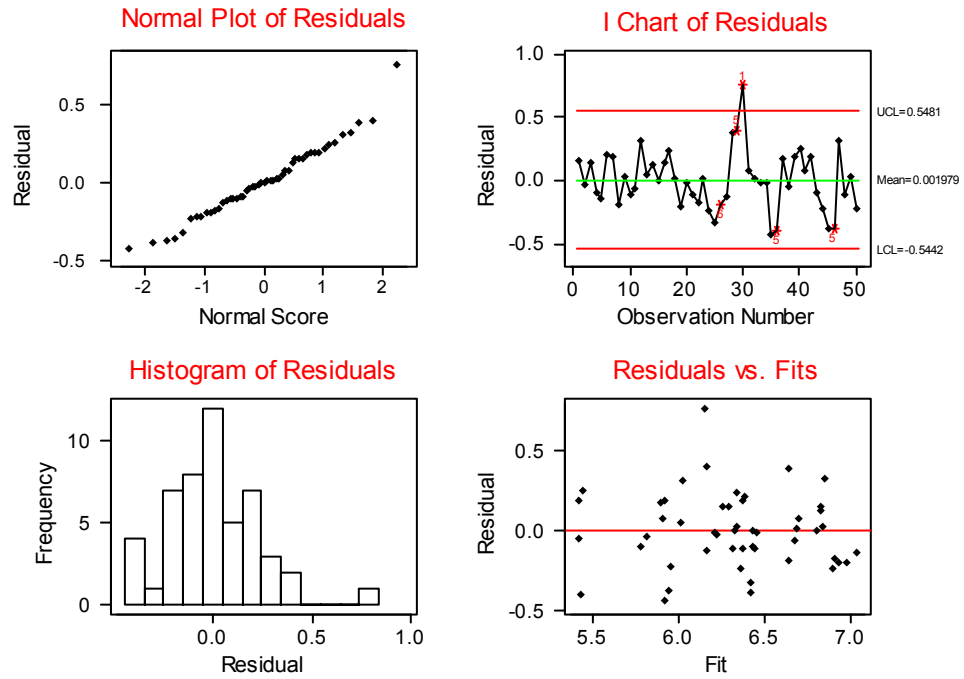 Normal Plot of Residuals
0.5
0.0
-0.5
Residual
-2
-1
0
1
2
Normal Score
I Chart of Residuals
1.0
0.5
0.0
-0.5
Residual
1
5
5
5
5
UCL=0.5481
Mean=0.001979
LCL=-0.5442
0
10
20
30
40
50
Observation Number
Histogram of Residuals
10
5
0
Frequency
0.0
0.5
1.0
Residual
Residuals vs. Fits
0.5
0.0
-0.5
Residual
5.5
6.0
6.5
7.0
Fit